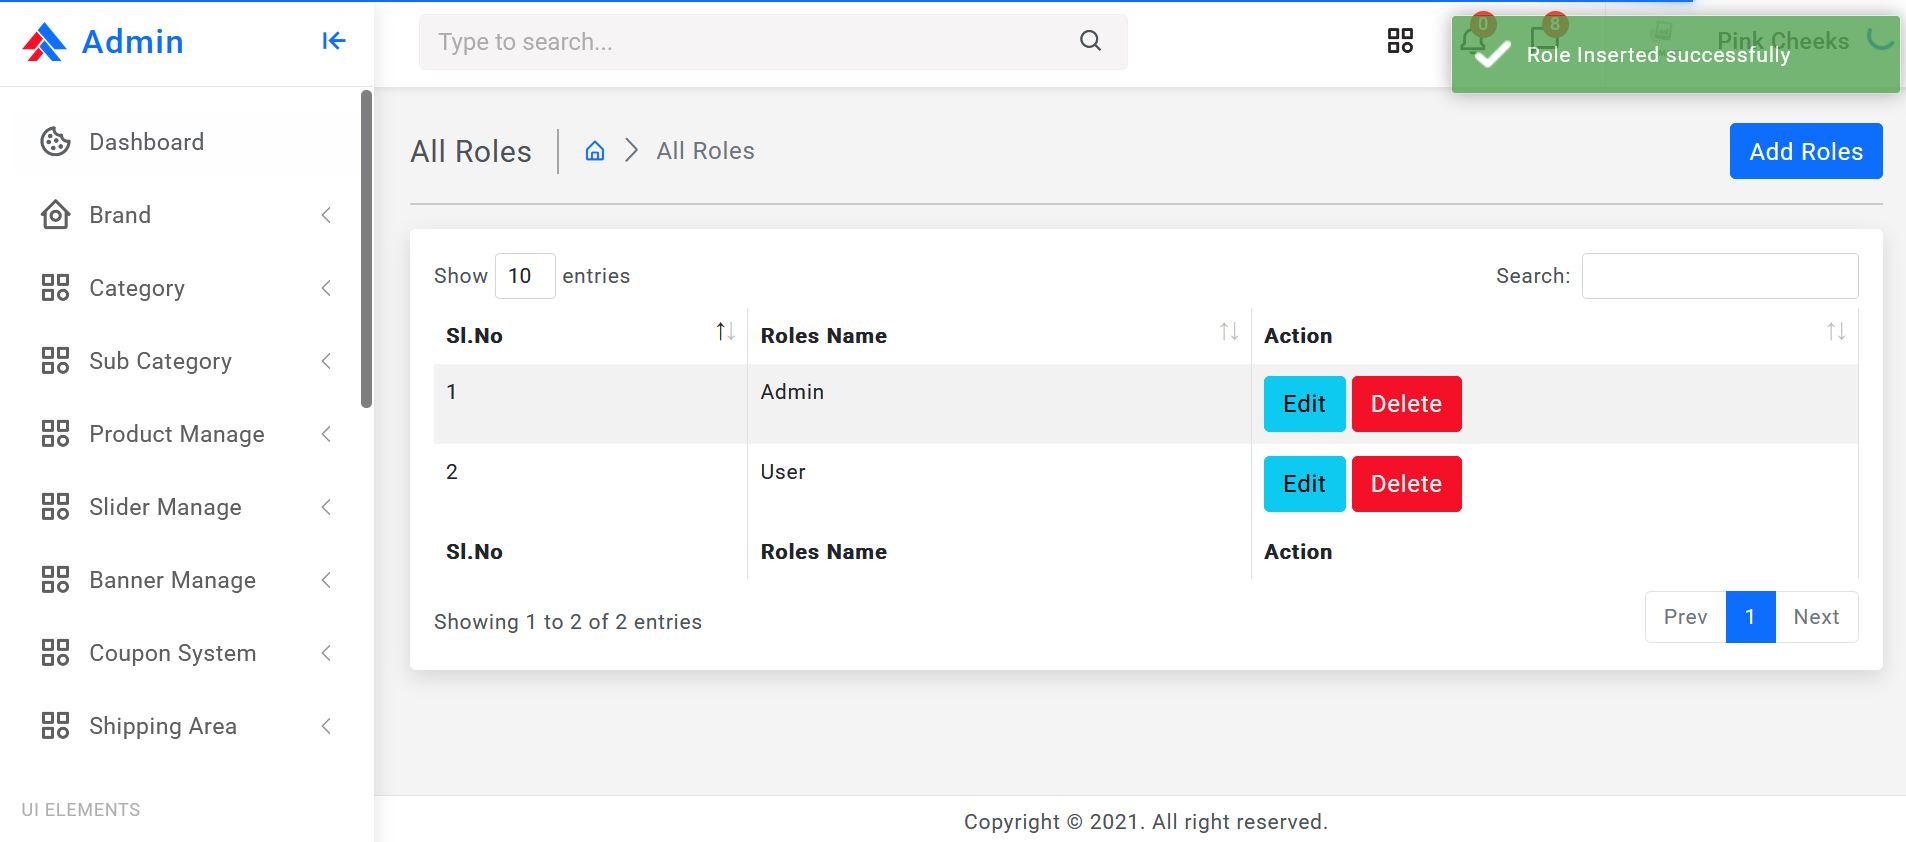 Admin
Type to search...
0
8
Pink Cheeks
Role Inserted successfully
Dashboard
Brand
Category
Sub Category
Product Manage
Slider Manage
Banner Manage
Coupon System
Shipping Area
UI ELEMENTS
All Roles
All Roles
Add Roles
Show 10 entries
Search:
Sl.No Roles Name Action
1 Admin Edit Delete
2 User Edit Delete
Sl.No Roles Name Action
Showing 1 to 2 of 2 entries
Prev 1 Next
Copyright © 2021. All right reserved.